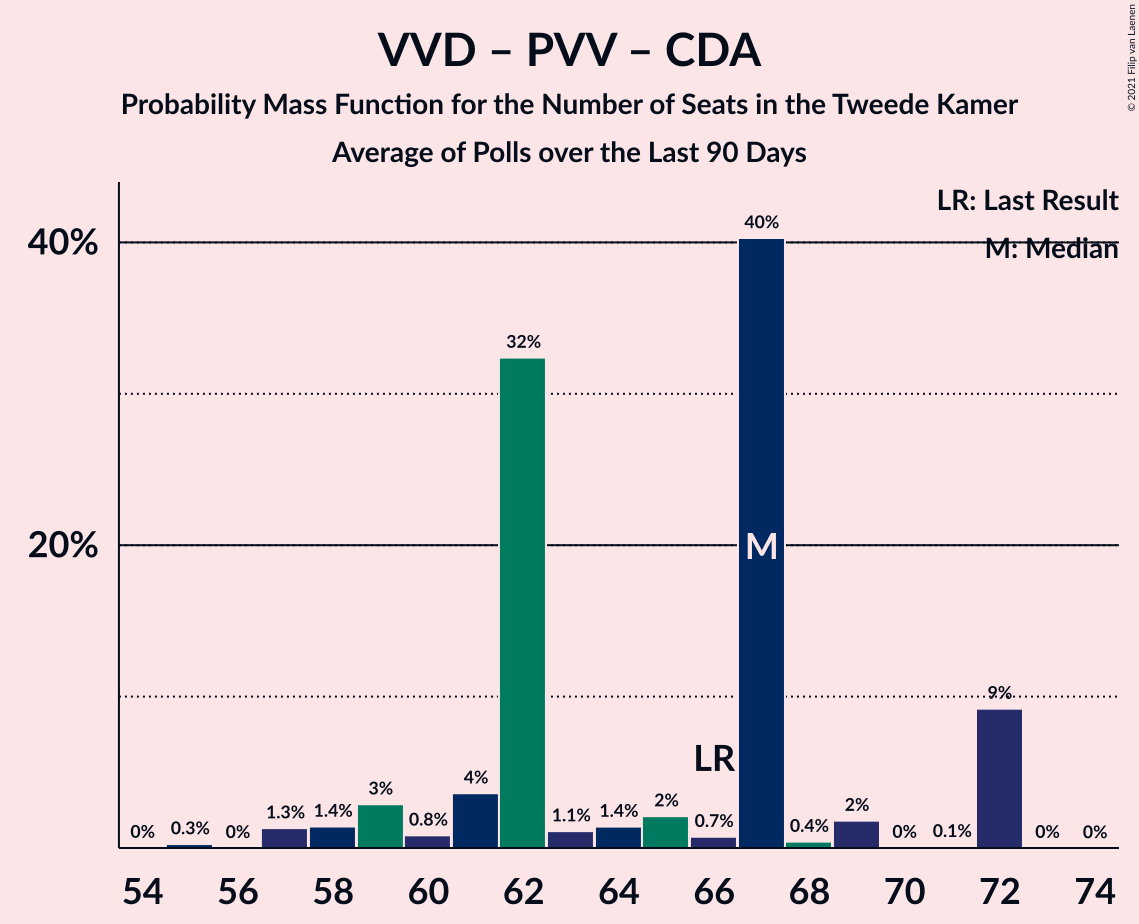 VVD – PVV – CDA
Probability Mass Function for the Number of Seats in the Tweede Kamer
Average of Polls over the Last 90 Days
© 2021 Filip van Laenen
LR: Last Result
M: Median
40%
20%
0% 0.3% 0% 1.3% 1.4% 3% 0.8% 4% 32% 1.1% 1.4% 2% 0.7% 40% 0.4% 2% 0% 0.1% 9% 0% 0%
LR
M
54 56 58 60 62 64 66 68 70 72 74